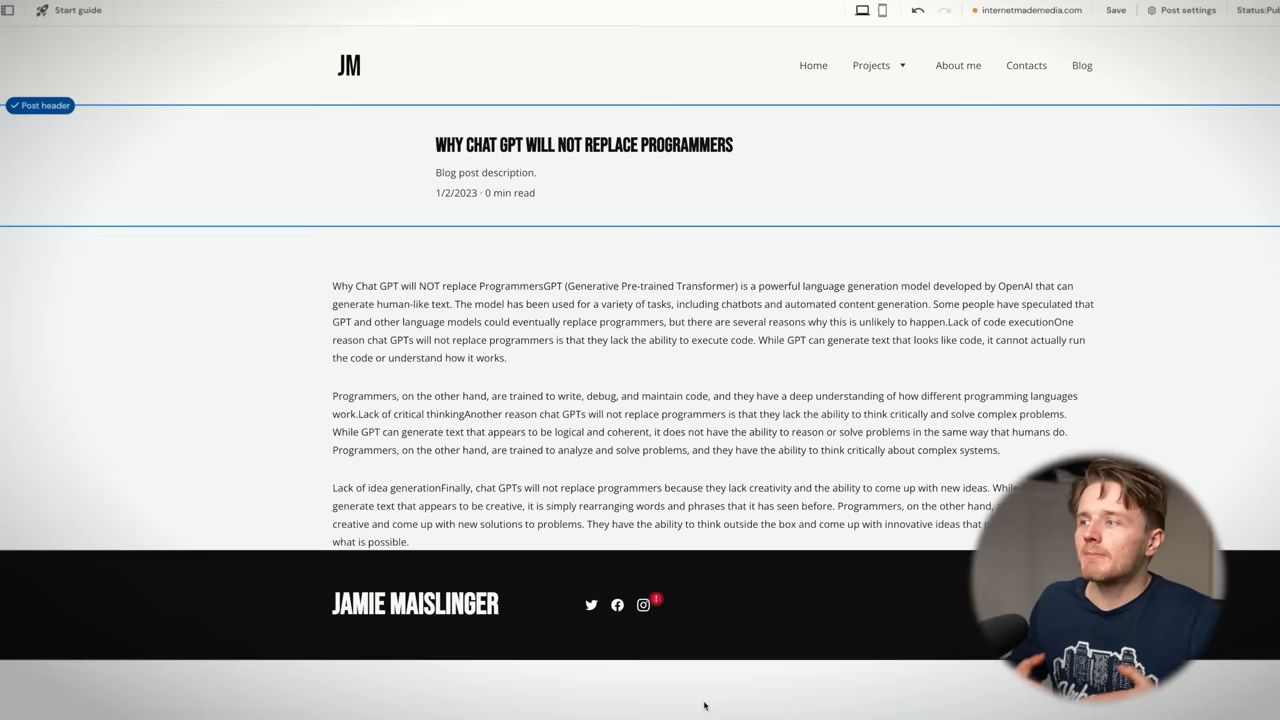 Start guide
internetmademedia.com
Save
Post settings
JM
Home
Projects
About me
Contacts
Blog
Post header
WHY CHAT GPT WILL NOT REPLACE PROGRAMMERS
Blog post description.
1/2/2023 · 0 min read
Why Chat GPT will NOT replace ProgrammersGPT (Generative Pre-trained Transformer) is a powerful language generation model developed by OpenAI that can
generate human-like text. The model has been used for a variety of tasks, including chatbots and automated content generation. Some people have speculated that
GPT and other language models could eventually replace programmers, but there are several reasons why this is unlikely to happen.Lack of code executionOne
reason chat GPTs will not replace programmers is that they lack the ability to execute code. While GPT can generate text that looks like code, it cannot actually run
the code or understand how it works.
Programmers, on the other hand, are trained to write, debug, and maintain code, and they have a deep understanding of how different programming languages
work.Lack of critical thinkingAnother reason chat GPTs will not replace programmers is that they lack the ability to think critically and solve complex problems.
While GPT can generate text that appears to be logical and coherent, it does not have the ability to reason or solve problems in the same way that humans do.
Programmers, on the other hand, are trained to analyze and solve problems, and they have the ability to think critically about complex systems.
Lack of idea generationFinally, chat GPTs will not replace programmers because they lack creativity and the ability to come up with new ideas.
generate text that appears to be creative, it is simply rearranging words and phrases that it has seen before. Programmers, on the other hand,
creative and come up with new solutions to problems. They have the ability to think outside the box and come up with innovative ideas that
what is possible.
JAMIE MAISLINGER